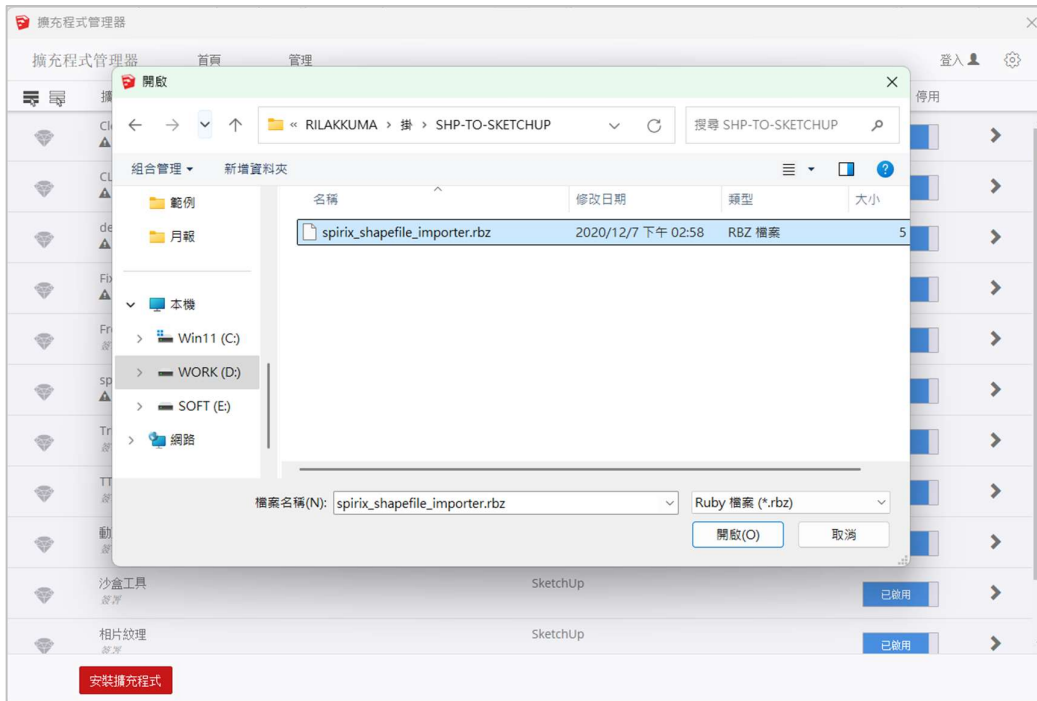 擴充程式管理器
擴充程式管理器 首頁 管理 登入
開啟
停用
« RILAKKUMA › 掛 › SHP-TO-SKETCHUP
搜尋 SHP-TO-SKETCHUP
組合管理 新增資料夾
名稱 修改日期 類型 大小
範例
月報
spirix_shapefile_importer.rbz 2020/12/7 下午 02:58 RBZ 檔案 5
本機
Win11 (C:)
WORK (D:)
SOFT (E:)
網路
檔案名稱(N): spirix_shapefile_importer.rbz Ruby 檔案 (*.rbz)
開啟(O) 取消
沙盒工具 SketchUp 已啟用
簽署
相片紋理 SketchUp 已啟用
簽署
安裝擴充程式